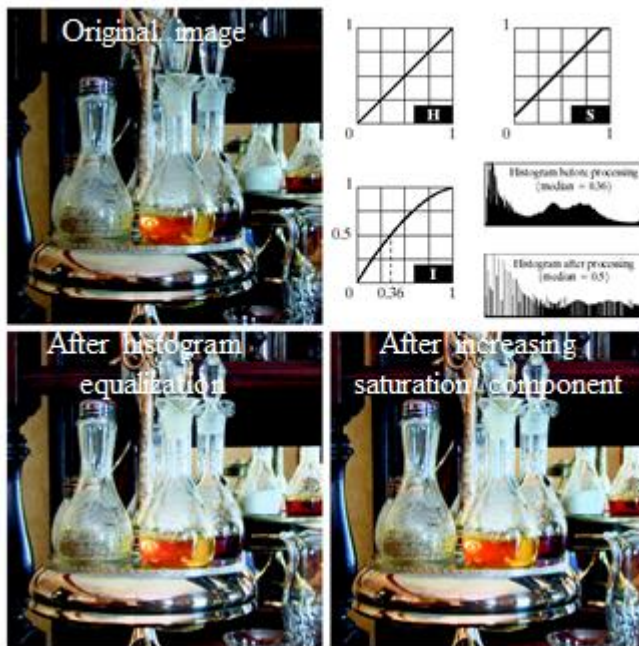 Original image
1
0
H
1
1
0
S
1
1
0.5
0
0.36
I
1
Histogram before processing
(median = 0.36)
Histogram after processing
(median = 0.5)
After histogram
equalization
After increasing
saturation component